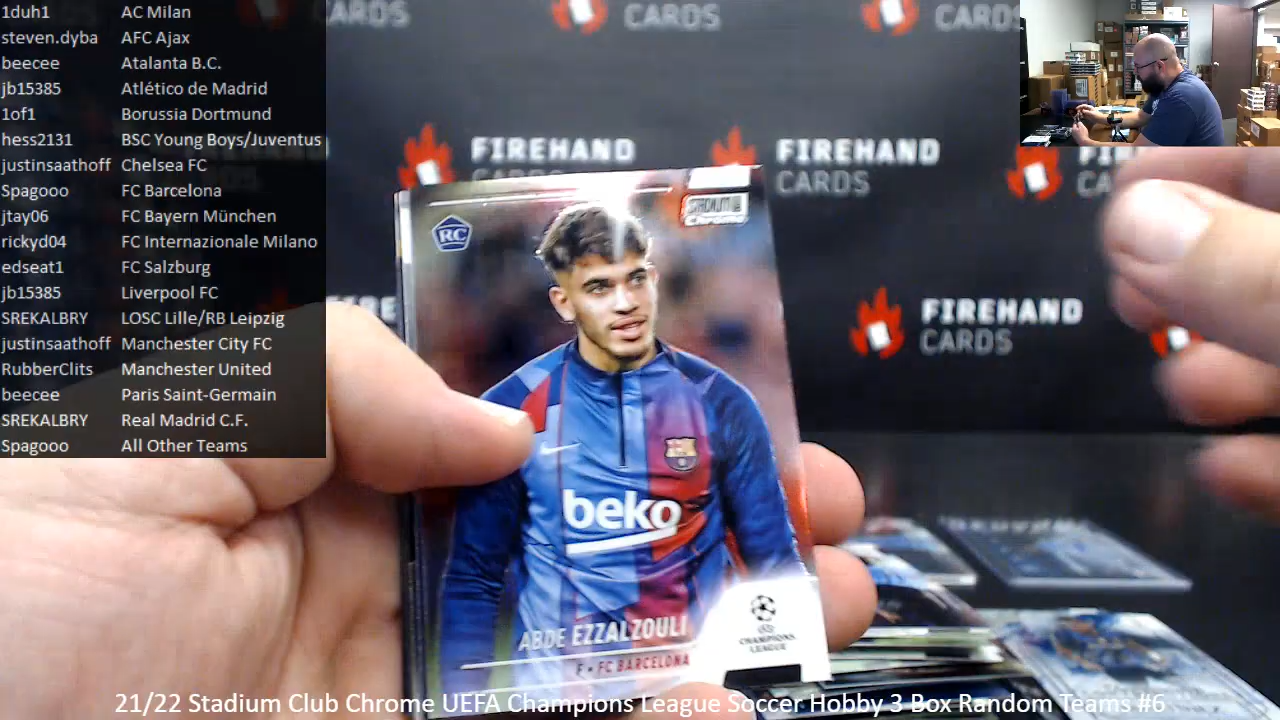 1duh1 AC Milan
steven.dyba AFC Ajax
beecee Atalanta B.C.
jb15385 Atlético de Madrid
1of1 Borussia Dortmund
hess2131 BSC Young Boys/Juventus
justinsaathoff Chelsea FC
Spagooo FC Barcelona
jtay06 FC Bayern München
rickyd04 FC Internazionale Milano
edseat1 FC Salzburg
jb15385 Liverpool FC
SREKALBRY LOSC Lille/RB Leipzig
justinsaathoff Manchester City FC
RubberClits Manchester United
beecee Paris Saint-Germain
SREKALBRY Real Madrid C.F.
Spagooo All Other Teams
CARDS
CARDS
CARDS
FIREHAND
CARDS
FIREHAND
CARDS
FIREHAND
CARDS
RC
STADIUM
Chrome
beko
ABDE EZZALZOULI
F • FC BARCELONA
UEFA
CHAMPIONS
LEAGUE
21/22 Stadium Club Chrome UEFA Champions League Soccer Hobby 3 Box Random Teams #6